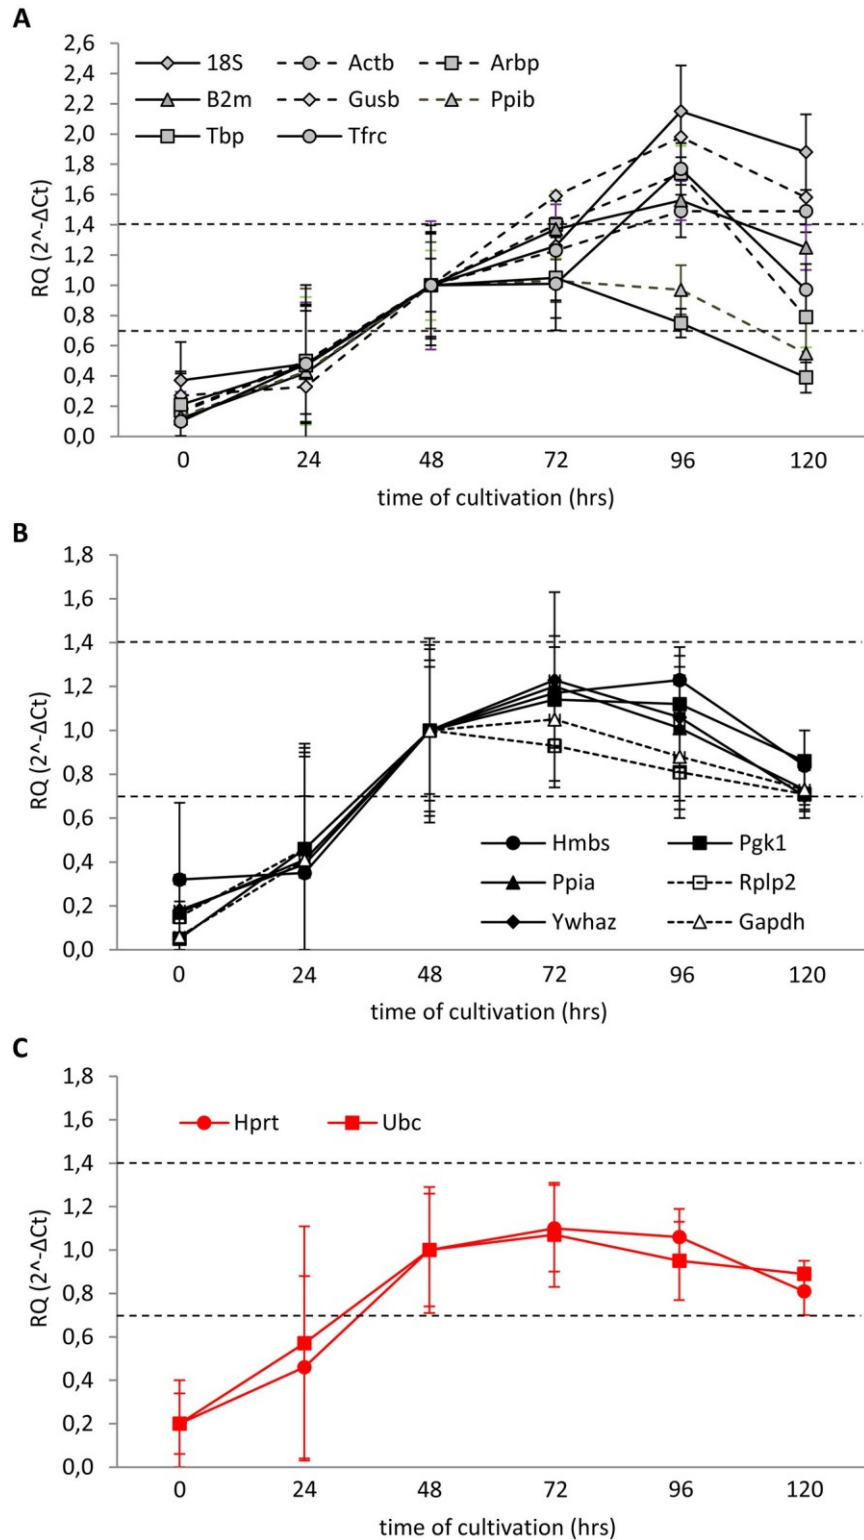 A
2,6
2,4
2,2
2,0
1,8
1,6
1,4
1,2
1,0
0,8
0,6
0,4
0,2
0,0
RQ (2^-ΔCt)
18S Actb Arbp
B2m Gusb Ppib
Tbp Tfrc
0 24 48 72 96 120
time of cultivation (hrs)
B
1,8
1,6
1,4
1,2
1,0
0,8
0,6
0,4
0,2
0,0
RQ (2^-ΔCt)
Hmbs Pgk1
Ppia Rplp2
Ywhaz Gapdh
0 24 48 72 96 120
time of cultivation (hrs)
C
1,8
1,6
1,4
1,2
1,0
0,8
0,6
0,4
0,2
0,0
RQ (2^-ΔCt)
Hprt Ubc
0 24 48 72 96 120
time of cultivation (hrs)